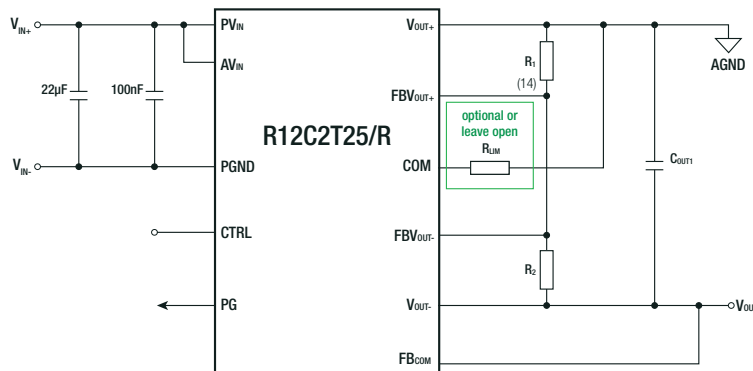 VIN+
PVIN
VOUT+
R1
AGND
(14)
AVIN
22µF
100nF
FBVOUT+
R12C2T25/R
optional or
leave open
RLIM
VIN-
PGND
COM
COUT1
CTRL
FBVOUT-
R2
PG
VOUT-
FBCOM